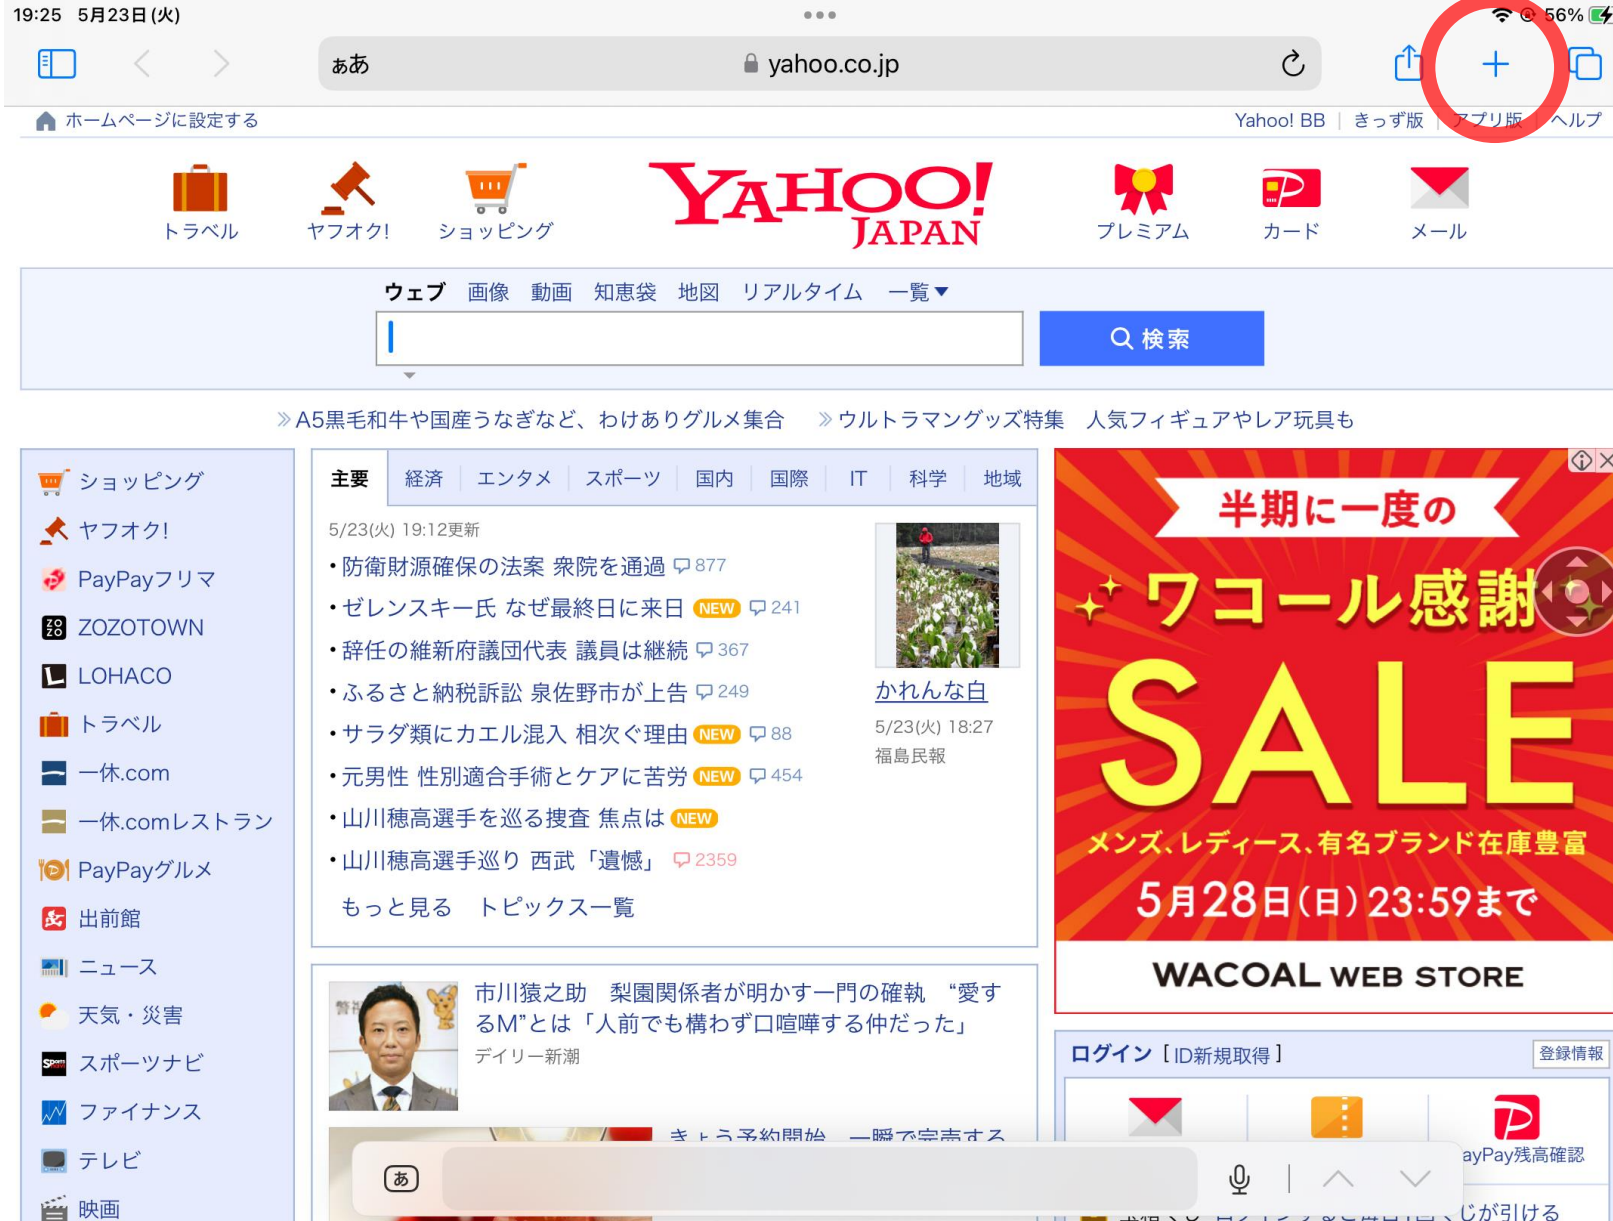 19:25 5月23日(火)
56%
ぁあ
yahoo.co.jp
ホームページに設定する
Yahoo! BB
きっず版
アプリ版
ヘルプ
トラベル
ヤフオク!
ショッピング
YAHOO!
JAPAN
プレミアム
カード
メール
ウェブ 画像 動画 知恵袋 地図 リアルタイム 一覧▼
検索
A5黒毛和牛や国産うなぎなど、わけありグルメ集合
ウルトラマングッズ特集 人気フィギュアやレア玩具も
ショッピング
ヤフオク!
PayPayフリマ
ZOZOTOWN
LOHACO
トラベル
一休.com
一休.comレストラン
PayPayグルメ
出前館
ニュース
天気・災害
スポーツナビ
ファイナンス
テレビ
映画
主要 経済 エンタメ スポーツ 国内 国際 IT 科学 地域
5/23(火) 19:12更新
・防衛財源確保の法案 衆院を通過 877
・ゼレンスキー氏 なぜ最終日に来日 NEW 241
・辞任の維新府議団代表 議員は継続 367
・ふるさと納税訴訟 泉佐野市が上告 249
・サラダ類にカエル混入 相次ぐ理由 NEW 88
・元男性 性別適合手術とケアに苦労 NEW 454
・山川穂高選手を巡る捜査 焦点は NEW
・山川穂高選手巡り 西武「遺憾」 2359
もっと見る トピックス一覧
かれんな白
5/23(火) 18:27
福島民報
市川猿之助 梨園関係者が明かす一門の確執 “愛す
るM”とは「人前でも構わず口喧嘩する仲だった」
デイリー新潮
きょう予約開始 一瞬で完売する
半期に一度の
ワコール感謝
SALE
メンズ、レディース、有名ブランド在庫豊富
5月28日(日)23:59まで
WACOAL WEB STORE
ログイン [ ID新規取得 ]
登録情報
ayPay残高確認
じが引ける
あ